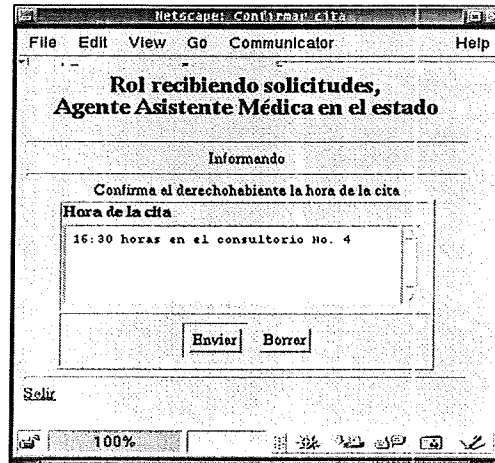 Netscape: Confirmar cita
File Edit View Go Communicator Help
Rol recibiendo solicitudes,
Agente Asistente Médica en el estado
Informando
Confirma al derechohabiente la hora de la cita
Hora de la cita
16:30 horas en el consultorio No. 4
Enviar Borrar
Salir
100%